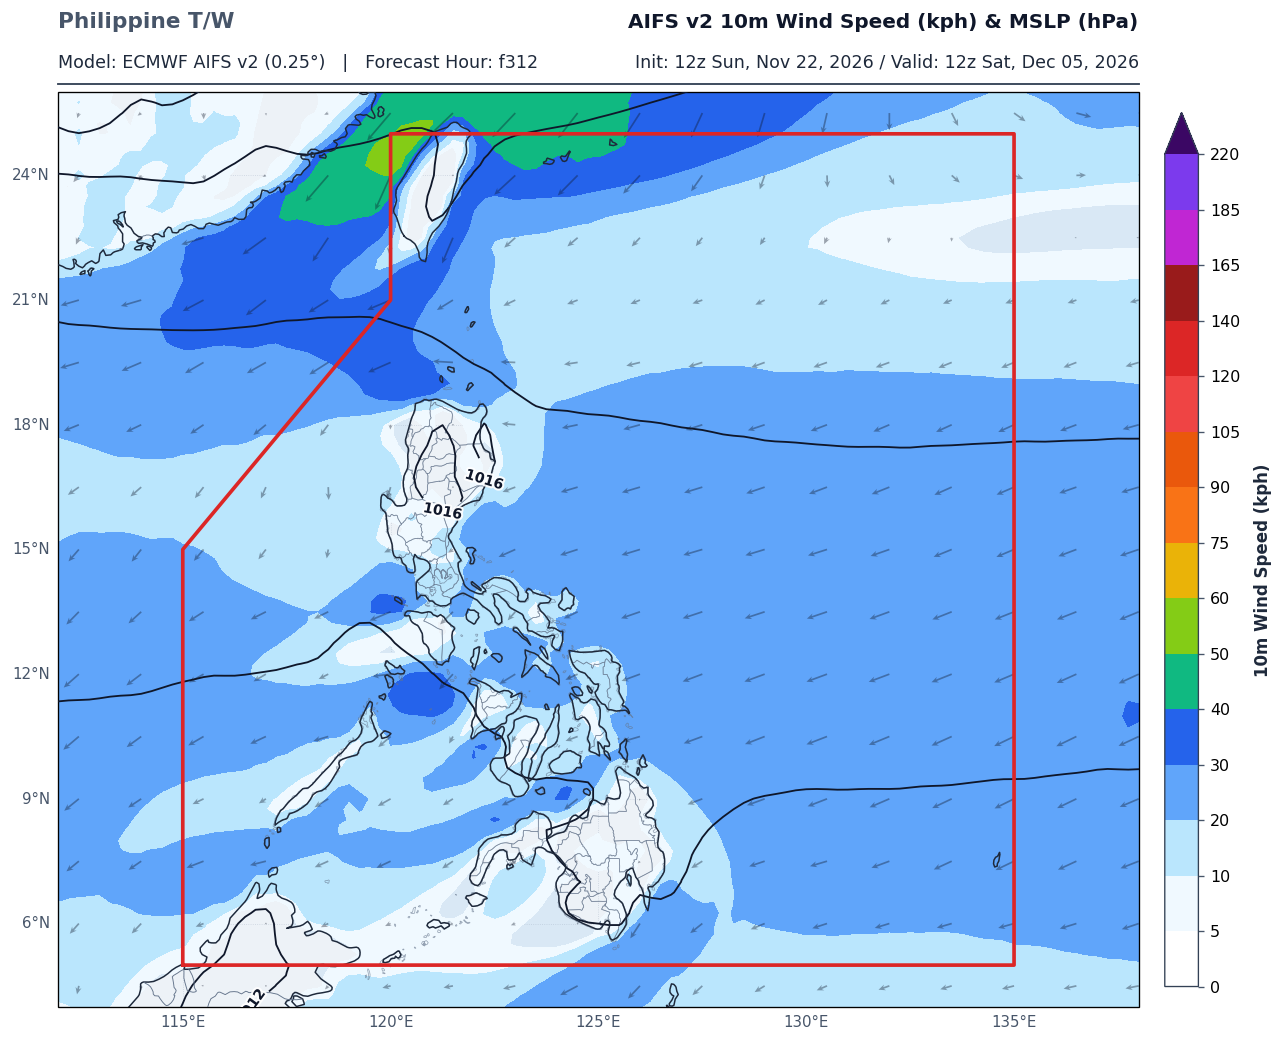 Philippine T/W
AIFS v2 10m Wind Speed (kph) & MSLP (hPa)
Model: ECMWF AIFS v2 (0.25°) | Forecast Hour: f312
Init: 12z Sun, Nov 22, 2026 / Valid: 12z Sat, Dec 05, 2026
24°N
21°N
18°N
15°N
12°N
9°N
6°N
1016
1016
115°E
120°E
125°E
130°E
135°E
220
185
165
140
120
105
90
75
60
50
40
30
20
10
5
0
10m Wind Speed (kph)